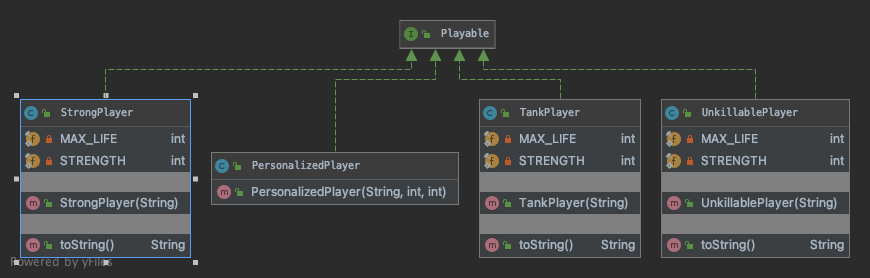 Playable
StrongPlayer
MAX_LIFE int
STRENGTH int
StrongPlayer(String)
toString() String
PersonalizedPlayer
PersonalizedPlayer(String, int, int)
TankPlayer
MAX_LIFE int
STRENGTH int
TankPlayer(String)
toString() String
UnkillablePlayer
MAX_LIFE int
STRENGTH int
UnkillablePlayer(String)
toString() String
Powered by yFiles